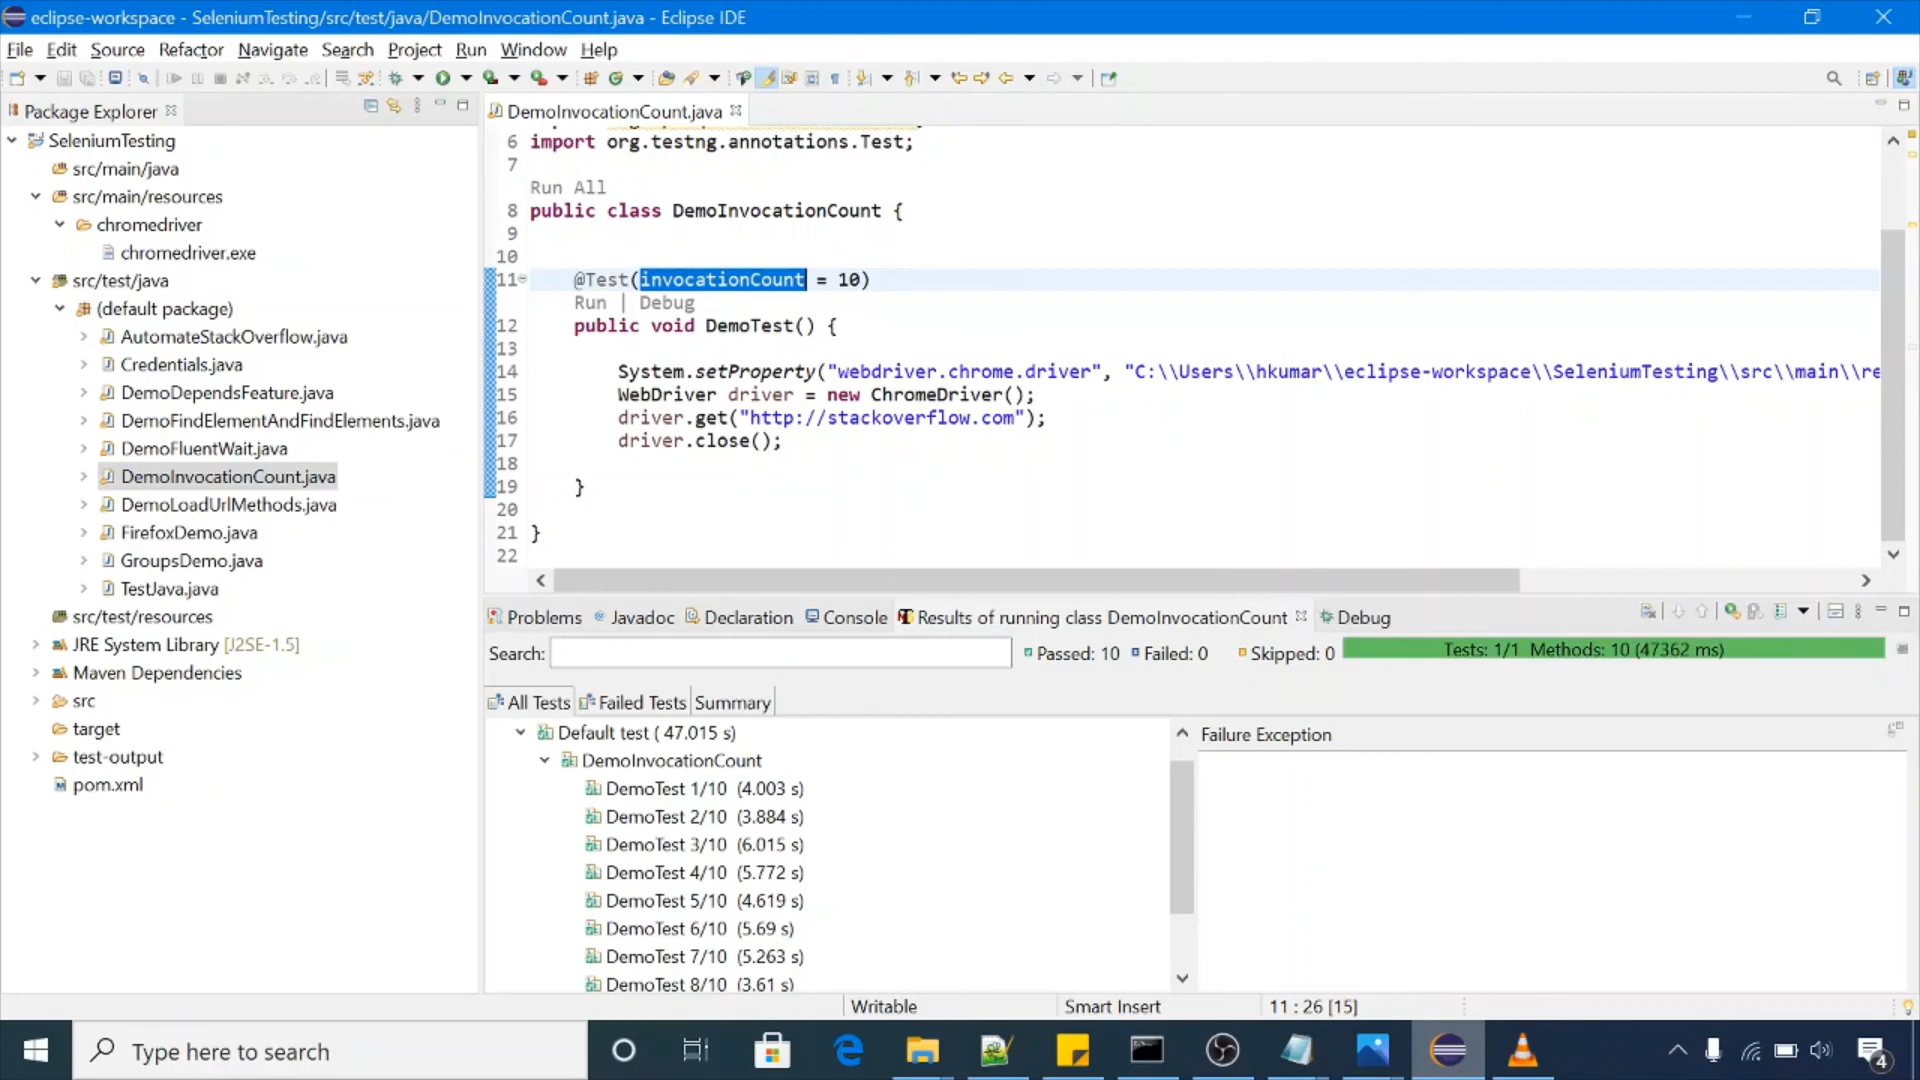 eclipse-workspace - SeleniumTesting/src/test/java/DemoInvocationCount.java - Eclipse IDE
File Edit Source Refactor Navigate Search Project Run Window Help
Package Explorer
SeleniumTesting
src/main/java
src/main/resources
chromedriver
chromedriver.exe
src/test/java
(default package)
AutomateStackOverflow.java
Credentials.java
DemoDependsFeature.java
DemoFindElementAndFindElements.java
DemoFluentWait.java
DemoInvocationCount.java
DemoLoadUrlMethods.java
FirefoxDemo.java
GroupsDemo.java
TestJava.java
src/test/resources
JRE System Library [J2SE-1.5]
Maven Dependencies
src
target
test-output
pom.xml
DemoInvocationCount.java
6 import org.testng.annotations.Test;
7
Run All
8 public class DemoInvocationCount {
9
10
11 @Test(invocationCount = 10)
Run | Debug
12 public void DemoTest() {
13
14 System.setProperty("webdriver.chrome.driver", "C:\\Users\\hkumar\\eclipse-workspace\\SeleniumTesting\\src\\main\\re
15 WebDriver driver = new ChromeDriver();
16 driver.get("http://stackoverflow.com");
17 driver.close();
18
19 }
20
21 }
22
Problems Javadoc Declaration Console Results of running class DemoInvocationCount Debug
Search: Passed: 10 Failed: 0 Skipped: 0 Tests: 1/1 Methods: 10 (47362 ms)
All Tests Failed Tests Summary
Default test ( 47.015 s)
DemoInvocationCount
DemoTest 1/10 (4.003 s)
DemoTest 2/10 (3.884 s)
DemoTest 3/10 (6.015 s)
DemoTest 4/10 (5.772 s)
DemoTest 5/10 (4.619 s)
DemoTest 6/10 (5.69 s)
DemoTest 7/10 (5.263 s)
DemoTest 8/10 (3.61 s)
Failure Exception
Writable Smart Insert 11 : 26 [15]
Type here to search
4